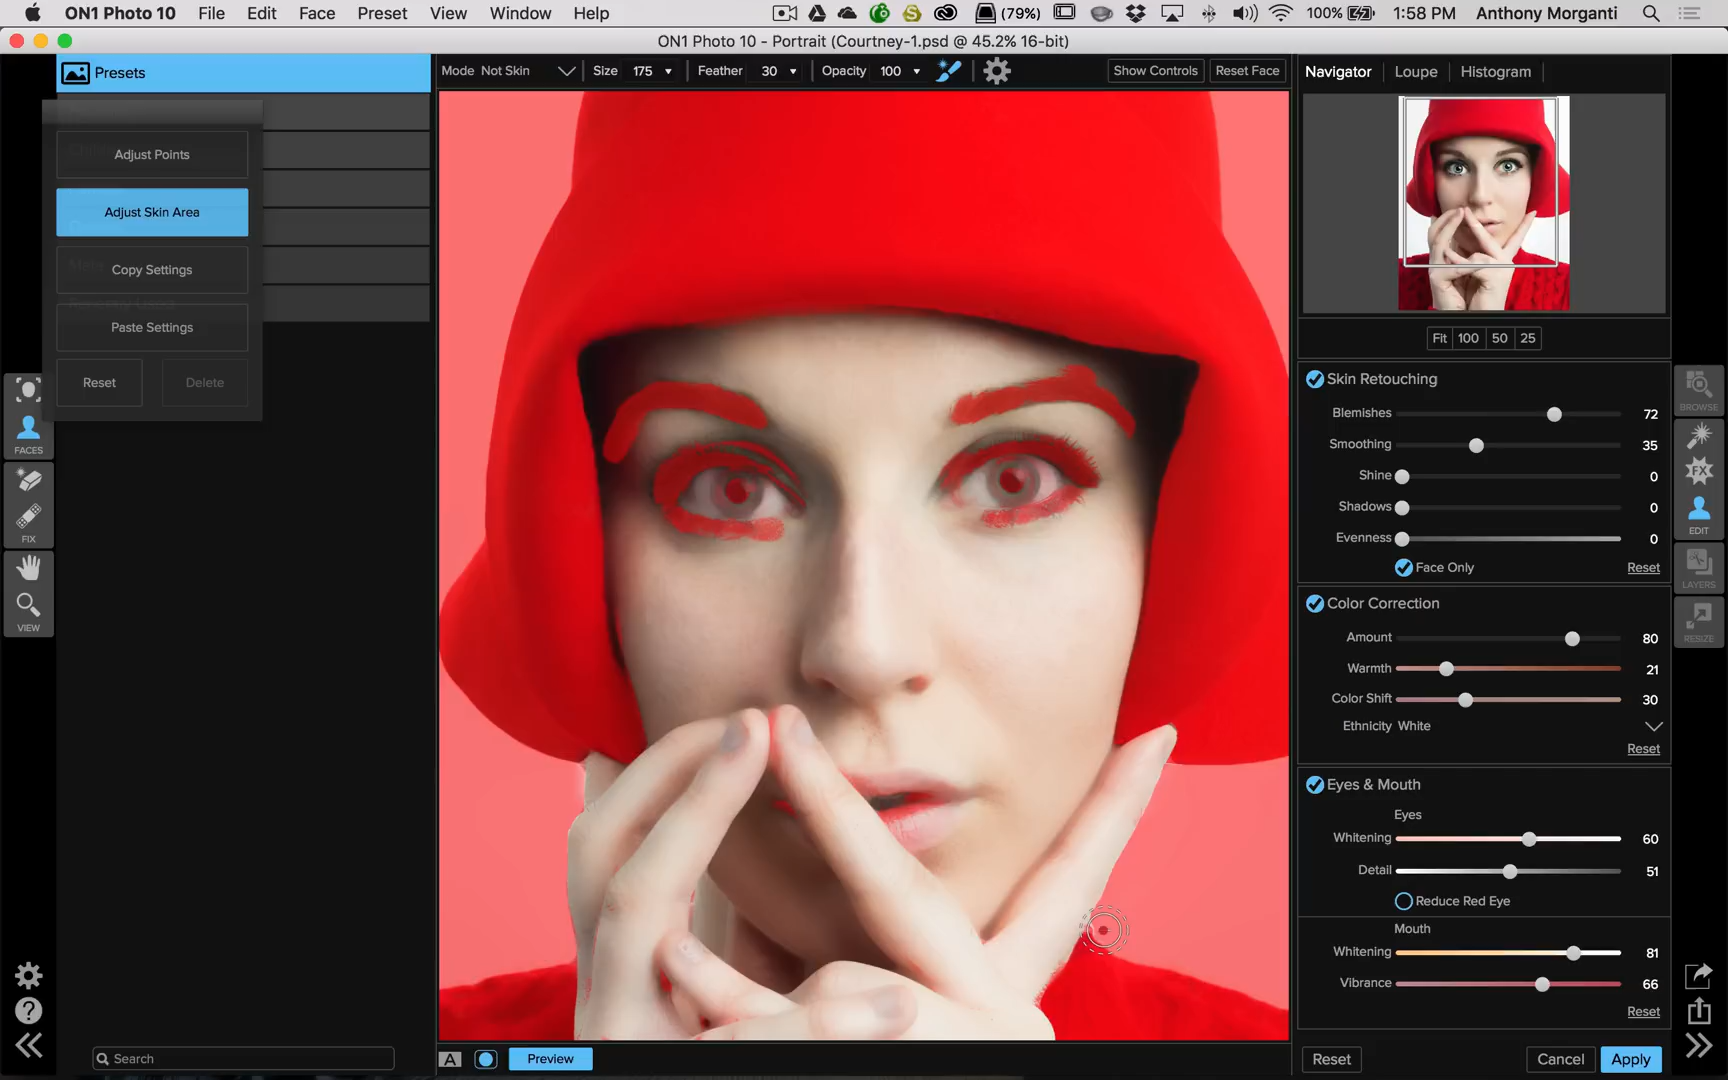 ON1 Photo 10 File Edit Face Preset View Window Help (79%) 100% 1:58 PM Anthony Morganti
ON1 Photo 10 - Portrait (Courtney-1.psd @ 45.2% 16-bit)
Presets
Mode Not Skin Size 175 Feather 30 Opacity 100 Show Controls Reset Face
Navigator Loupe Histogram
Adjust Points
Adjust Skin Area
Copy Settings
Paste Settings
Reset Delete
FACES
FIX
VIEW
Fit 100 50 25
Skin Retouching
Blemishes 72
Smoothing 35
Shine 0
Shadows 0
Evenness 0
Face Only Reset
Color Correction
Amount 80
Warmth 21
Color Shift 30
Ethnicity White
Reset
Eyes & Mouth
Eyes
Whitening 60
Detail 51
Reduce Red Eye
Mouth
Whitening 81
Vibrance 66
Reset
BROWSE
FX
EDIT
LAYERS
RESIZE
Search
A Preview
Reset Cancel Apply